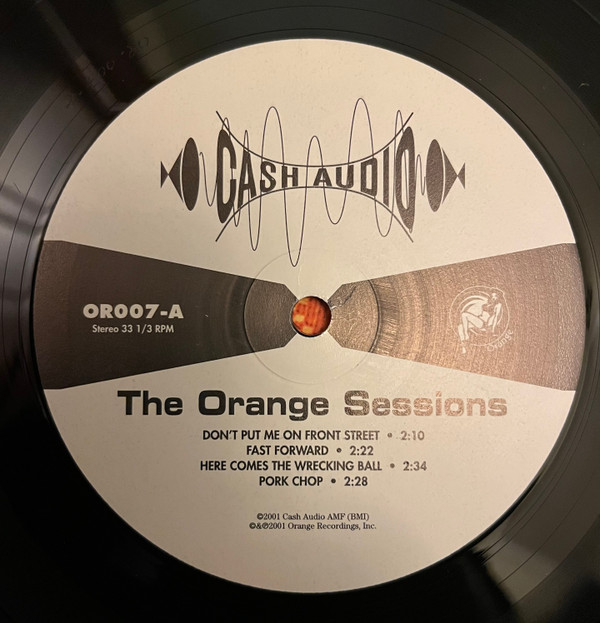 CASH AUDIO
OR007-A
Stereo 33 1/3 RPM
Orange
The Orange Sessions
DON'T PUT ME ON FRONT STREET • 2:10
FAST FORWARD • 2:22
HERE COMES THE WRECKING BALL • 2:34
PORK CHOP • 2:28
©2001 Cash Audio AMF (BMI)
©&℗2001 Orange Recordings, Inc.